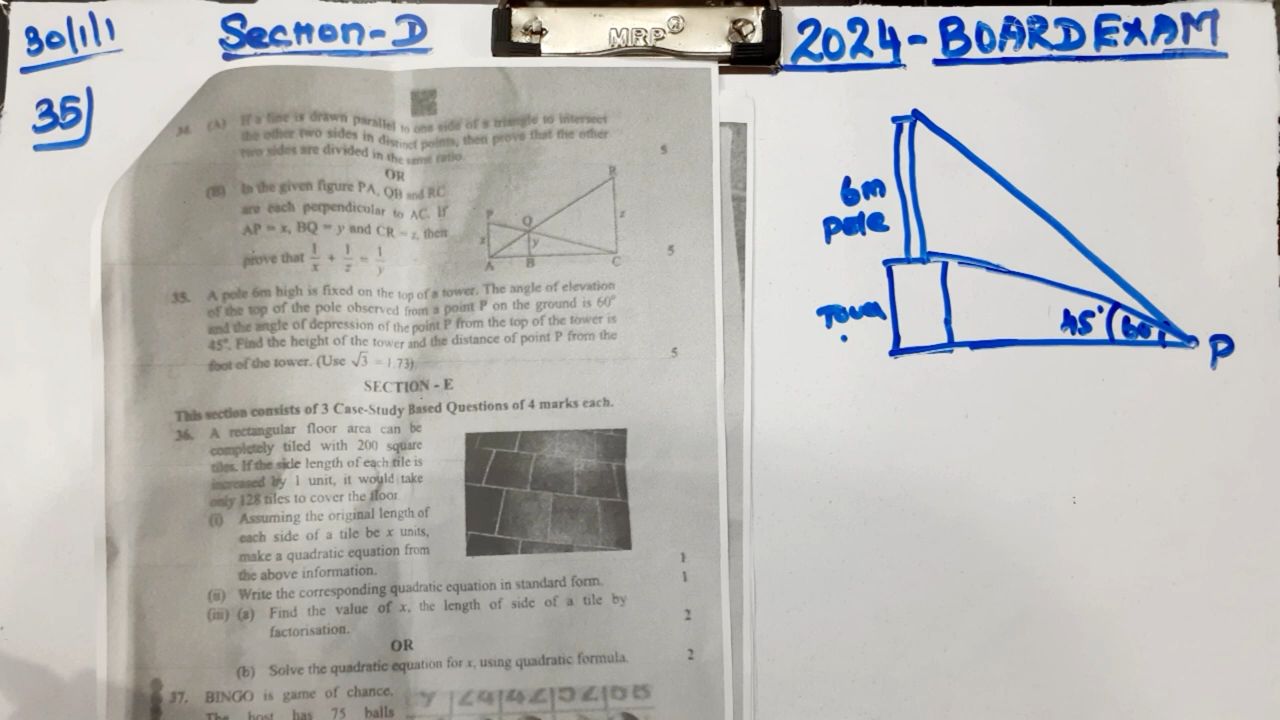 30/1/1
Section-D
MRP®
2024-BOARD EXAM
35)
34. (A) If a line is drawn parallel to one side of a triangle to intersect
the other two sides in distinct points, then prove that the other
two sides are divided in the same ratio.
5
OR
(B) In the given figure PA, QB and RC
are each perpendicular to AC. If
AP = x, BQ = y and CR = z, then
prove that 1/x + 1/z = 1/y
5
P
Q
R
x
y
z
A
B
C
35. A pole 6m high is fixed on the top of a tower. The angle of elevation
of the top of the pole observed from a point P on the ground is 60°
and the angle of depression of the point P from the top of the tower is
45°. Find the height of the tower and the distance of point P from the
foot of the tower. (Use √3 = 1.73)
5
SECTION - E
This section consists of 3 Case-Study Based Questions of 4 marks each.
36. A rectangular floor area can be
completely tiled with 200 square
tiles. If the side length of each tile is
increased by 1 unit, it would take
only 128 tiles to cover the floor.
(i) Assuming the original length of
each side of a tile be x units,
make a quadratic equation from
the above information.
1
(ii) Write the corresponding quadratic equation in standard form.
1
(iii) (a) Find the value of x, the length of side of a tile by
factorisation.
2
OR
(b) Solve the quadratic equation for x, using quadratic formula.
2
37. BINGO is game of chance.
The host has 75 balls
6m
pole
45° 60°
P